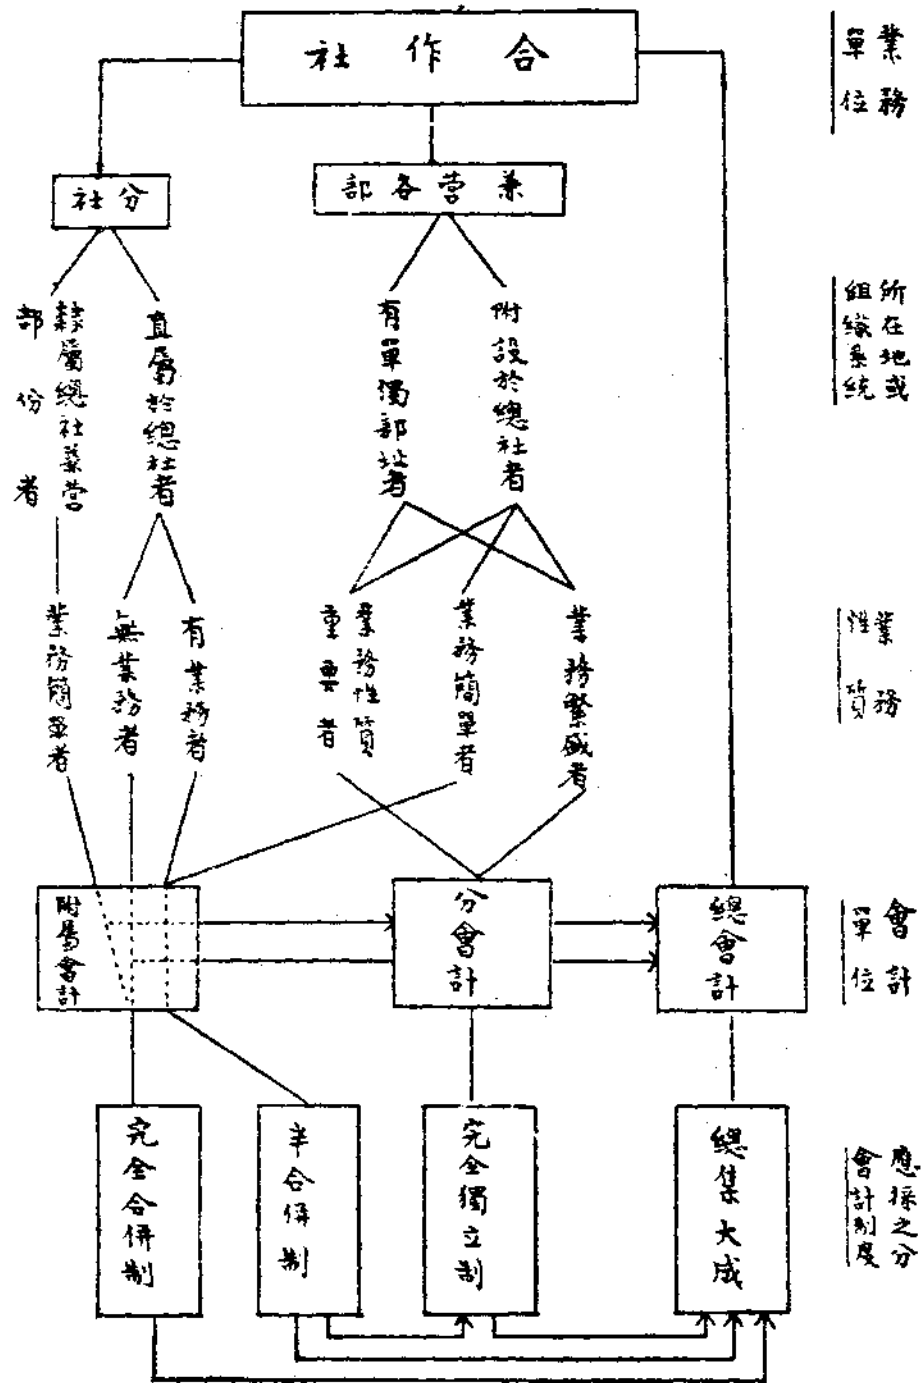 合作社
業務
單位
兼營各部
分社
所在地或
組織系統
附設於總社者
有單獨部址者
直屬於總社者
隸屬總社兼營
部份者
業務
性質
業務繁盛者
業務簡單者
業務性質
重要者
有業務者
無業務者
業務簡單者
會計
單位
總會計
分會計
附屬會計
應採之分
會計制度
總集大成
完全獨立制
半合併制
完全合併制